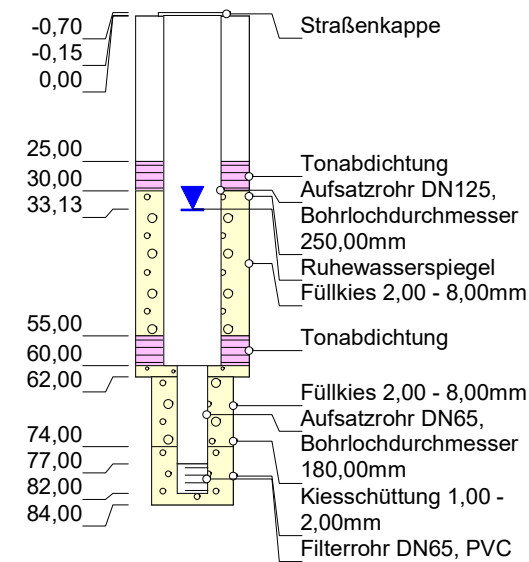 -0,70
-0,15
0,00
25,00
30,00
33,13
55,00
60,00
62,00
74,00
77,00
82,00
84,00
Straßenkappe
Tonabdichtung
Aufsatzrohr DN125,
Bohrlochdurchmesser
250,00mm
Ruhewasserspiegel
Füllkies 2,00 - 8,00mm
Tonabdichtung
Füllkies 2,00 - 8,00mm
Aufsatzrohr DN65,
Bohrlochdurchmesser
180,00mm
Kiesschüttung 1,00 -
2,00mm
Filterrohr DN65, PVC